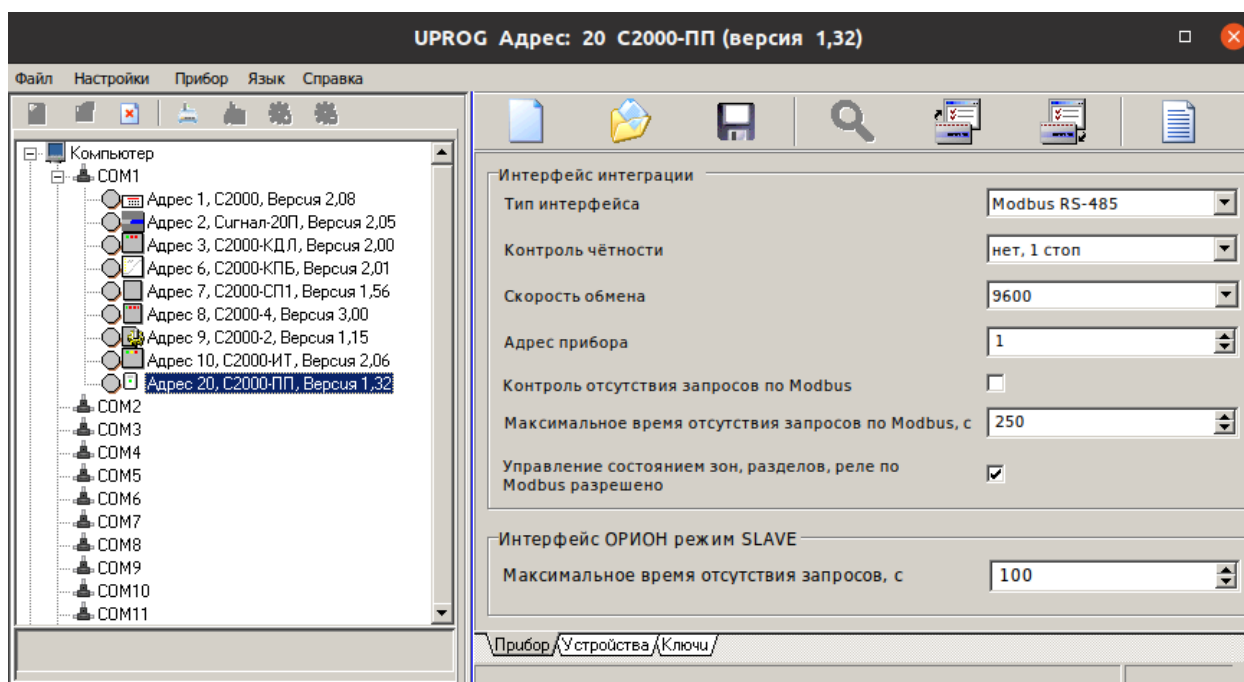 UPROG Адрес: 20 С2000-ПП (версия 1,32)
Файл Настройки Прибор Язык Справка
Компьютер
COM1
Адрес 1, С2000, Версия 2,08
Адрес 2, Сигнал-20П, Версия 2,05
Адрес 3, С2000-КДЛ, Версия 2,00
Адрес 6, С2000-КПБ, Версия 2,01
Адрес 7, С2000-СП1, Версия 1,56
Адрес 8, С2000-4, Версия 3,00
Адрес 9, С2000-2, Версия 1,15
Адрес 10, С2000-ИТ, Версия 2,06
Адрес 20, С2000-ПП, Версия 1,32
COM2
COM3
COM4
COM5
COM6
COM7
COM8
COM9
COM10
COM11
Интерфейс интеграции
Тип интерфейса Modbus RS-485
Контроль чётности нет, 1 стоп
Скорость обмена 9600
Адрес прибора 1
Контроль отсутствия запросов по Modbus
Максимальное время отсутствия запросов по Modbus, с 250
Управление состоянием зон, разделов, реле по
Modbus разрешено
Интерфейс ОРИОН режим SLAVE
Максимальное время отсутствия запросов, с 100
Прибор Устройства Ключи